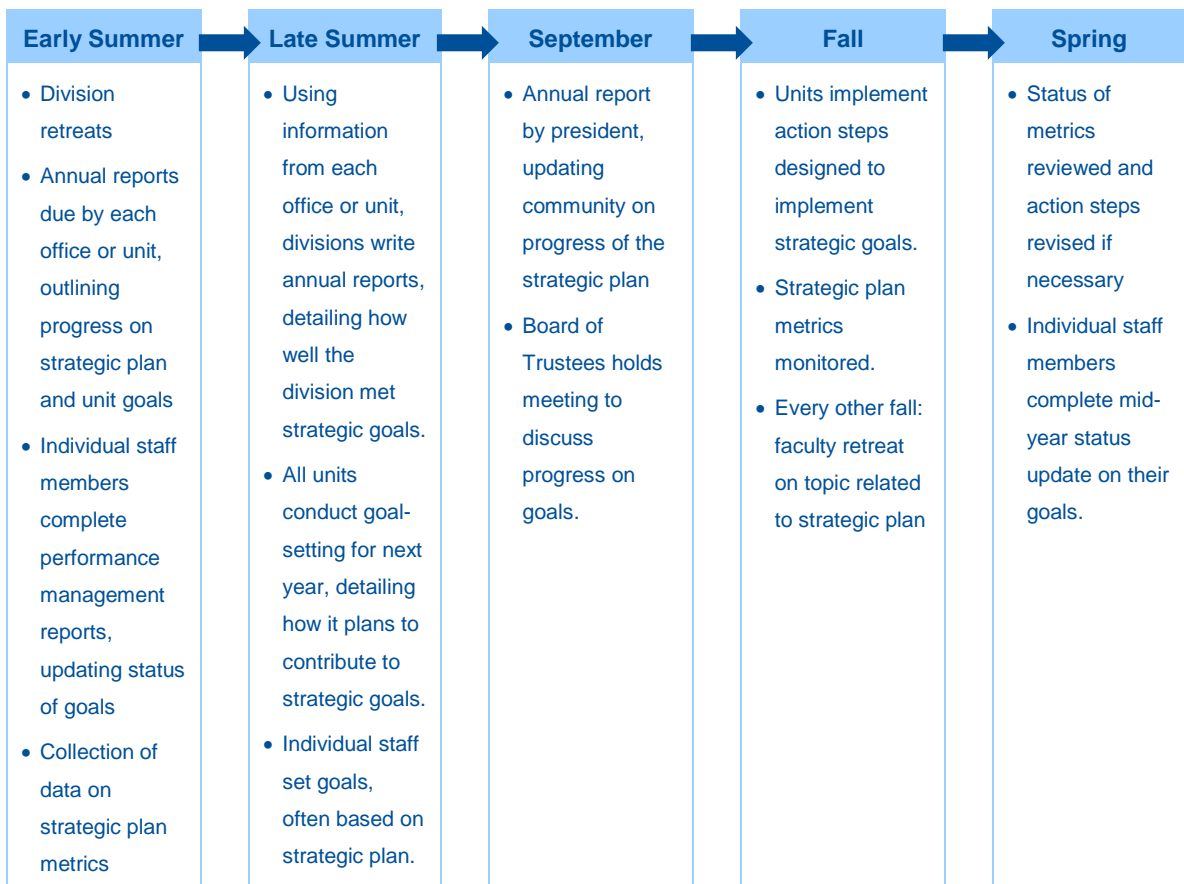 Early Summer
Division
retreats
Annual reports
due by each
office or unit,
outlining
progress on
strategic plan
and unit goals
Individual staff
members
complete
performance
management
reports,
updating status
of goals
Collection of
data on
strategic plan
metrics
Late Summer
Using
information
from each
office or unit,
divisions write
annual reports,
detailing how
well the
division met
strategic goals.
All units
conduct goal-
setting for next
year, detailing
how it plans to
contribute to
strategic goals.
Individual staff
set goals,
often based on
strategic plan.
September
Annual report
by president,
updating
community on
progress of the
strategic plan
Board of
Trustees holds
meeting to
discuss
progress on
goals.
Fall
Units implement
action steps
designed to
implement
strategic goals.
Strategic plan
metrics
monitored.
Every other fall:
faculty retreat
on topic related
to strategic plan
Spring
Status of
metrics
reviewed and
action steps
revised if
necessary
Individual staff
members
complete mid-
year status
update on their
goals.